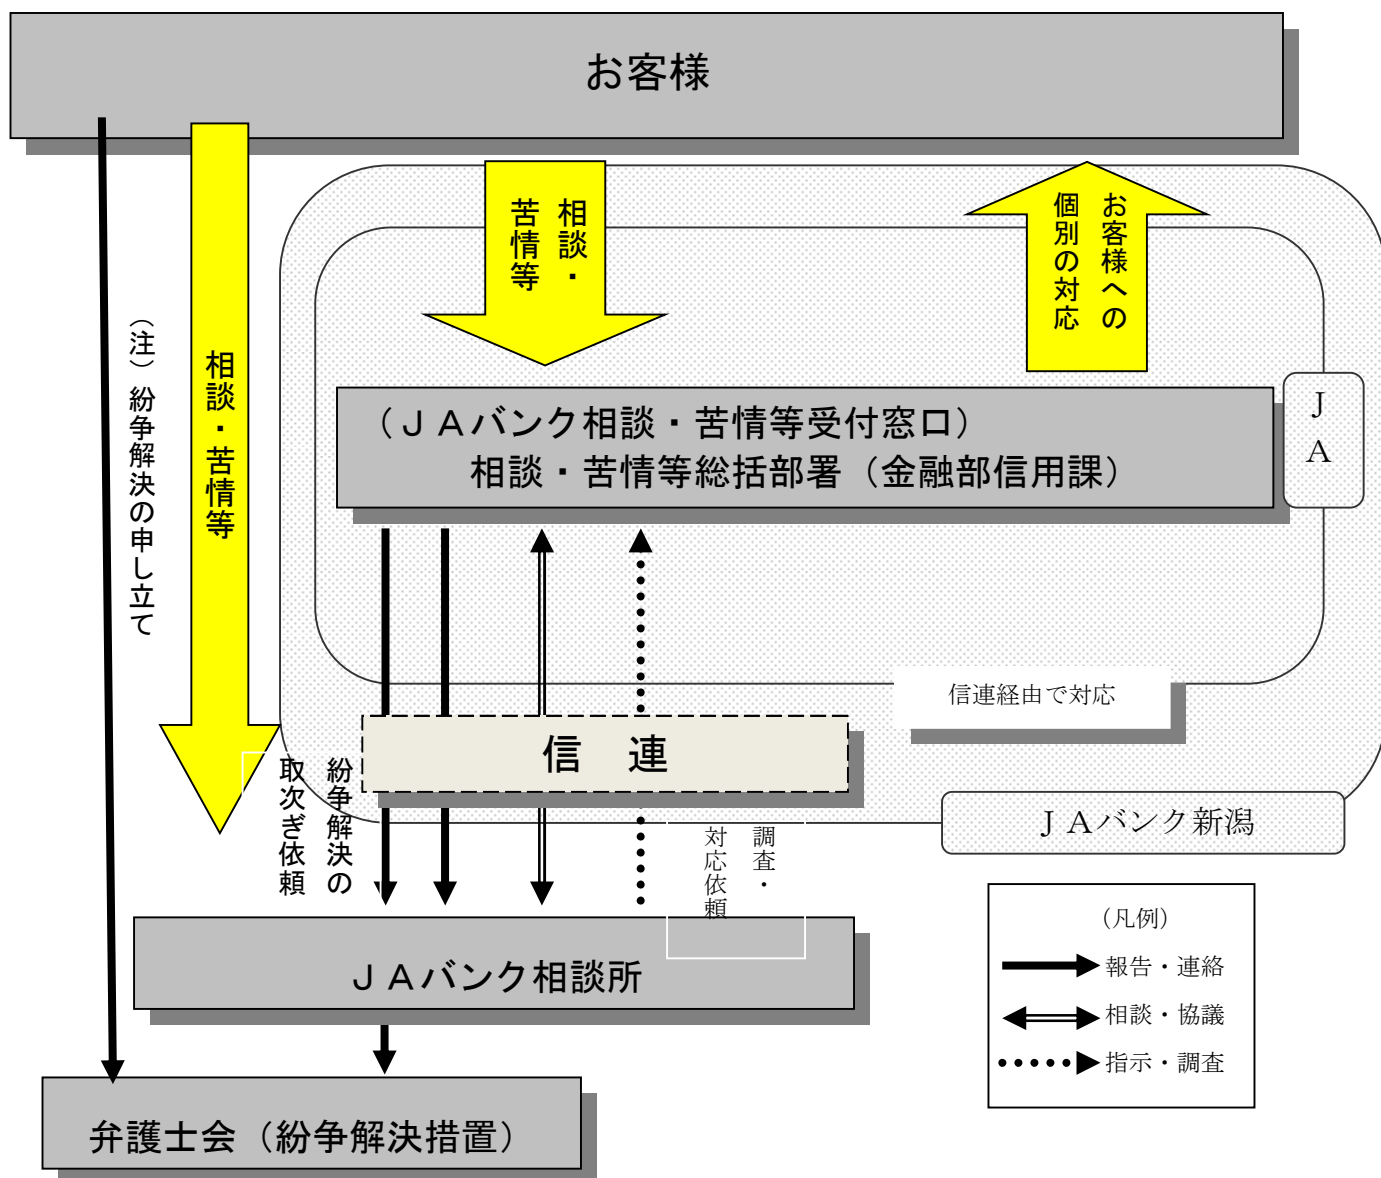 お客様
相談・
苦情等
お客様への
個別の対応
（注）紛争解決の申し立て
相談・苦情等
（ＪＡバンク相談・苦情等受付窓口）
相談・苦情等総括部署（金融部信用課）
ＪＡ
信連経由で対応
信　連
紛争解決の
取次ぎ依頼
調査・
対応依頼
ＪＡバンク新潟
ＪＡバンク相談所
（凡例）
報告・連絡
相談・協議
指示・調査
弁護士会（紛争解決措置）